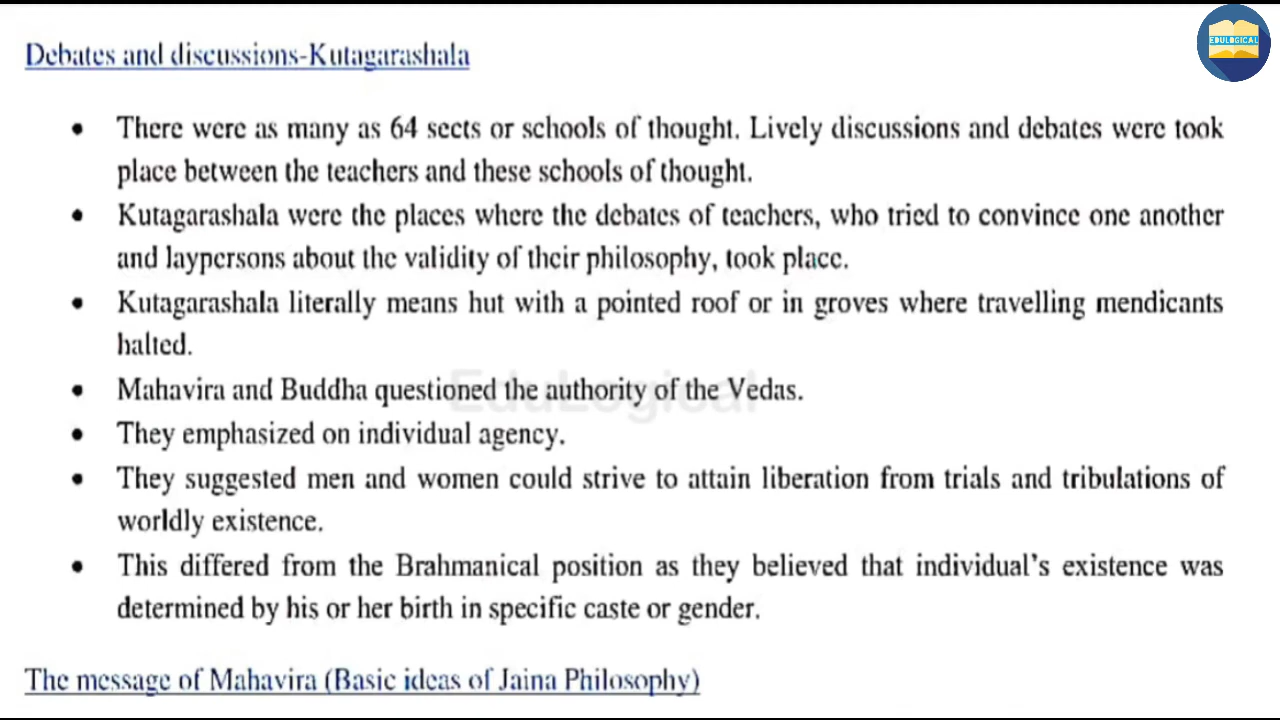 EDULOGICAL
Debates and discussions-Kutagarashala
• There were as many as 64 sects or schools of thought. Lively discussions and debates were took
place between the teachers and these schools of thought.
• Kutagarashala were the places where the debates of teachers, who tried to convince one another
and laypersons about the validity of their philosophy, took place.
• Kutagarashala literally means hut with a pointed roof or in groves where travelling mendicants
halted.
• Mahavira and Buddha questioned the authority of the Vedas.
EduLogical
• They emphasized on individual agency.
• They suggested men and women could strive to attain liberation from trials and tribulations of
worldly existence.
• This differed from the Brahmanical position as they believed that individual's existence was
determined by his or her birth in specific caste or gender.
The message of Mahavira (Basic ideas of Jaina Philosophy)